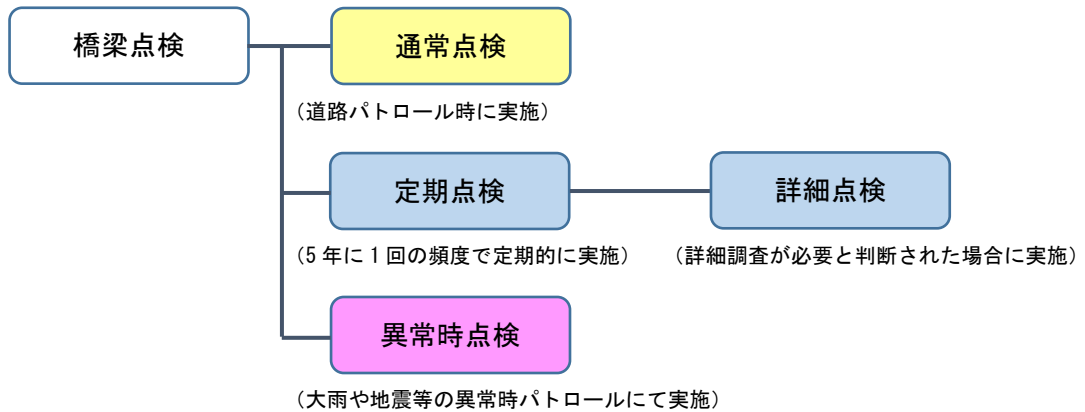 橋梁点検
通常点検
（道路パトロール時に実施）
定期点検
詳細点検
（5 年に 1 回の頻度で定期的に実施）
（詳細調査が必要と判断された場合に実施）
異常時点検
（大雨や地震等の異常時パトロールにて実施）